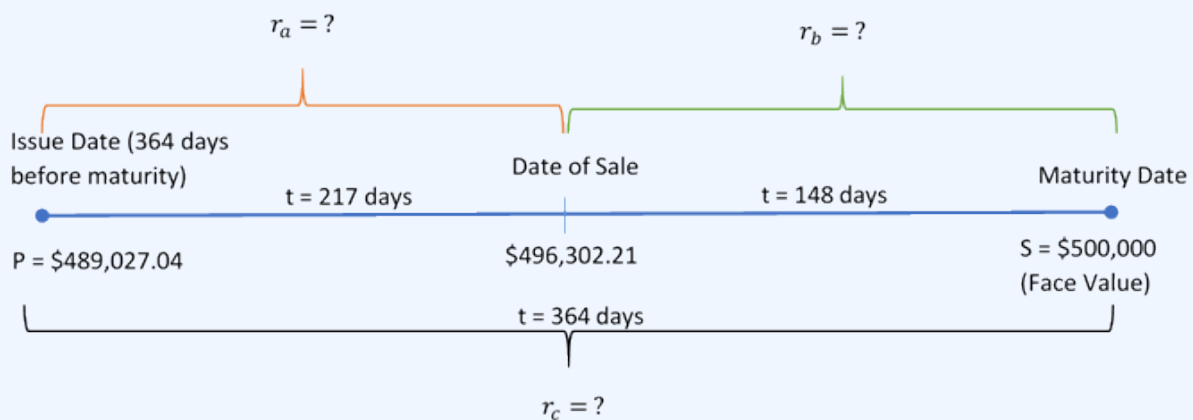 r_a = ?
r_b = ?
Issue Date (364 days
before maturity)
Date of Sale
Maturity Date
t = 217 days
t = 148 days
P = $489,027.04
$496,302.21
S = $500,000
(Face Value)
t = 364 days
r_c = ?